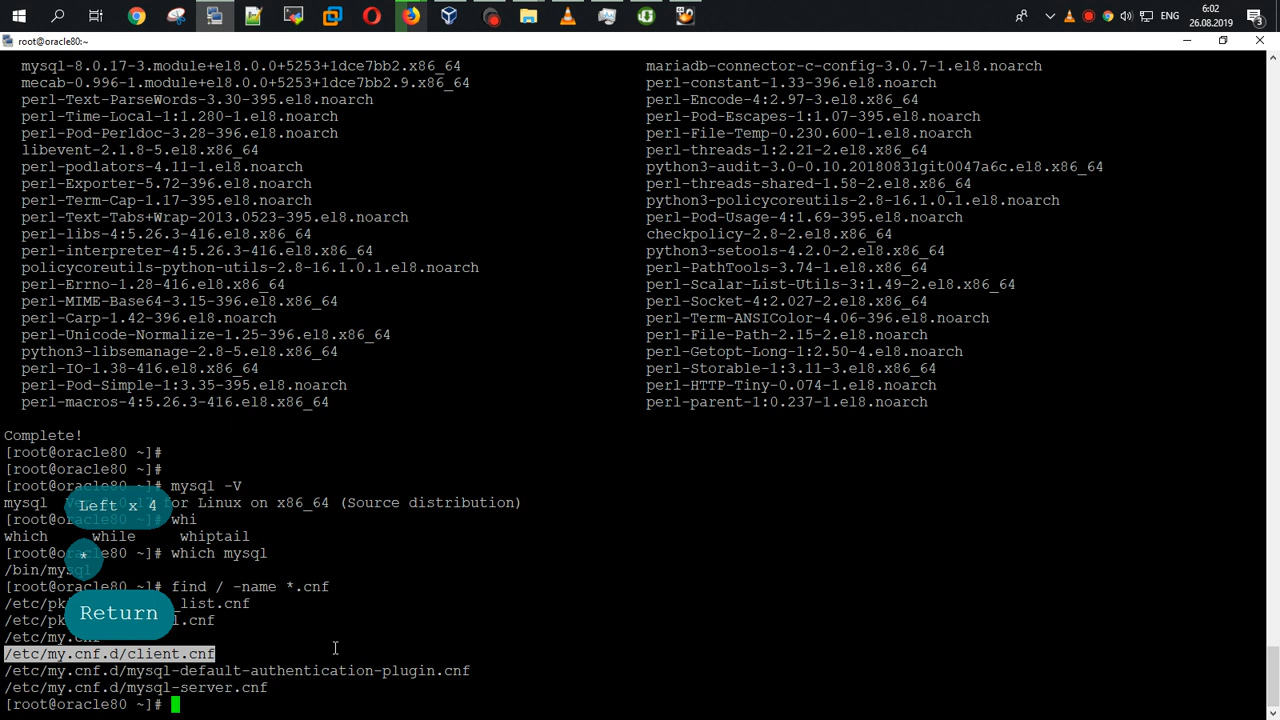 ENG
6:02
26.08.2019
3
root@oracle80:~
mysql-8.0.17-3.module+el8.0.0+5253+1dce7bb2.x86_64 mariadb-connector-c-config-3.0.7-1.el8.noarch
mecab-0.996-1.module+el8.0.0+5253+1dce7bb2.9.x86_64 perl-constant-1.33-396.el8.noarch
perl-Text-ParseWords-3.30-395.el8.noarch perl-Encode-4:2.97-3.el8.x86_64
perl-Time-Local-1:1.280-1.el8.noarch perl-Pod-Escapes-1:1.07-395.el8.noarch
perl-Pod-Perldoc-3.28-396.el8.noarch perl-File-Temp-0.230.600-1.el8.noarch
libevent-2.1.8-5.el8.x86_64 perl-threads-1:2.21-2.el8.x86_64
perl-podlators-4.11-1.el8.noarch python3-audit-3.0-0.10.20180831git0047a6c.el8.x86_64
perl-Exporter-5.72-396.el8.noarch perl-threads-shared-1.58-2.el8.x86_64
perl-Term-Cap-1.17-395.el8.noarch python3-policycoreutils-2.8-16.1.0.1.el8.noarch
perl-Text-Tabs+Wrap-2013.0523-395.el8.noarch perl-Pod-Usage-4:1.69-395.el8.noarch
perl-libs-4:5.26.3-416.el8.x86_64 checkpolicy-2.8-2.el8.x86_64
perl-interpreter-4:5.26.3-416.el8.x86_64 python3-setools-4.2.0-2.el8.x86_64
policycoreutils-python-utils-2.8-16.1.0.1.el8.noarch perl-PathTools-3.74-1.el8.x86_64
perl-Errno-1.28-416.el8.x86_64 perl-Scalar-List-Utils-3:1.49-2.el8.x86_64
perl-MIME-Base64-3.15-396.el8.x86_64 perl-Socket-4:2.027-2.el8.x86_64
perl-Carp-1.42-396.el8.noarch perl-Term-ANSIColor-4.06-396.el8.noarch
perl-Unicode-Normalize-1.25-396.el8.x86_64 perl-File-Path-2.15-2.el8.noarch
python3-libsemanage-2.8-5.el8.x86_64 perl-Getopt-Long-1:2.50-4.el8.noarch
perl-IO-1.38-416.el8.x86_64 perl-Storable-1:3.11-3.el8.x86_64
perl-Pod-Simple-1:3.35-395.el8.noarch perl-HTTP-Tiny-0.074-1.el8.noarch
perl-macros-4:5.26.3-416.el8.x86_64 perl-parent-1:0.237-1.el8.noarch
Complete!
[root@oracle80 ~]#
[root@oracle80 ~]#
[root@oracle80 ~]# mysql -V
mysql for Linux on x86_64 (Source distribution)
Left x 4
[root@oracle80 ~]# whi
which while whiptail
[root@oracle80 ~]# which mysql
*
/bin/mysql
[root@oracle80 ~]# find / -name *.cnf
/etc/pk _list.cnf
Return
/etc/pk l.cnf
/etc/my.cnf
/etc/my.cnf.d/client.cnf
/etc/my.cnf.d/mysql-default-authentication-plugin.cnf
/etc/my.cnf.d/mysql-server.cnf
[root@oracle80 ~]#